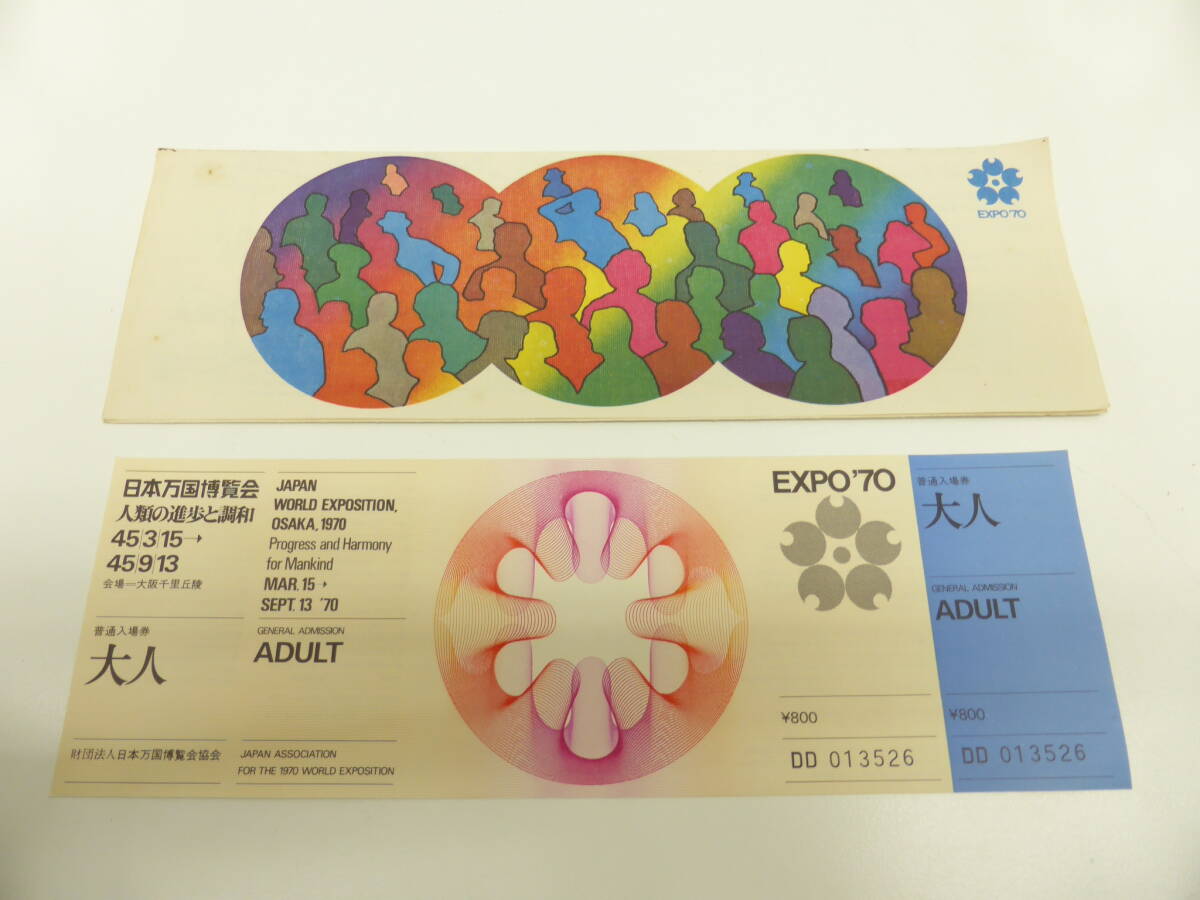 EXPO'70
日本万国博覧会
人類の進歩と調和
45/3/15→
45/9/13
会場＝大阪千里丘陵
普通入場券
大人
財団法人日本万国博覧会協会
JAPAN
WORLD EXPOSITION,
OSAKA, 1970
Progress and Harmony
for Mankind
MAR. 15 →
SEPT. 13 '70
GENERAL ADMISSION
ADULT
JAPAN ASSOCIATION
FOR THE 1970 WORLD EXPOSITION
EXPO'70
¥800
DD 013526
普通入場券
大人
GENERAL ADMISSION
ADULT
¥800
DD 013526